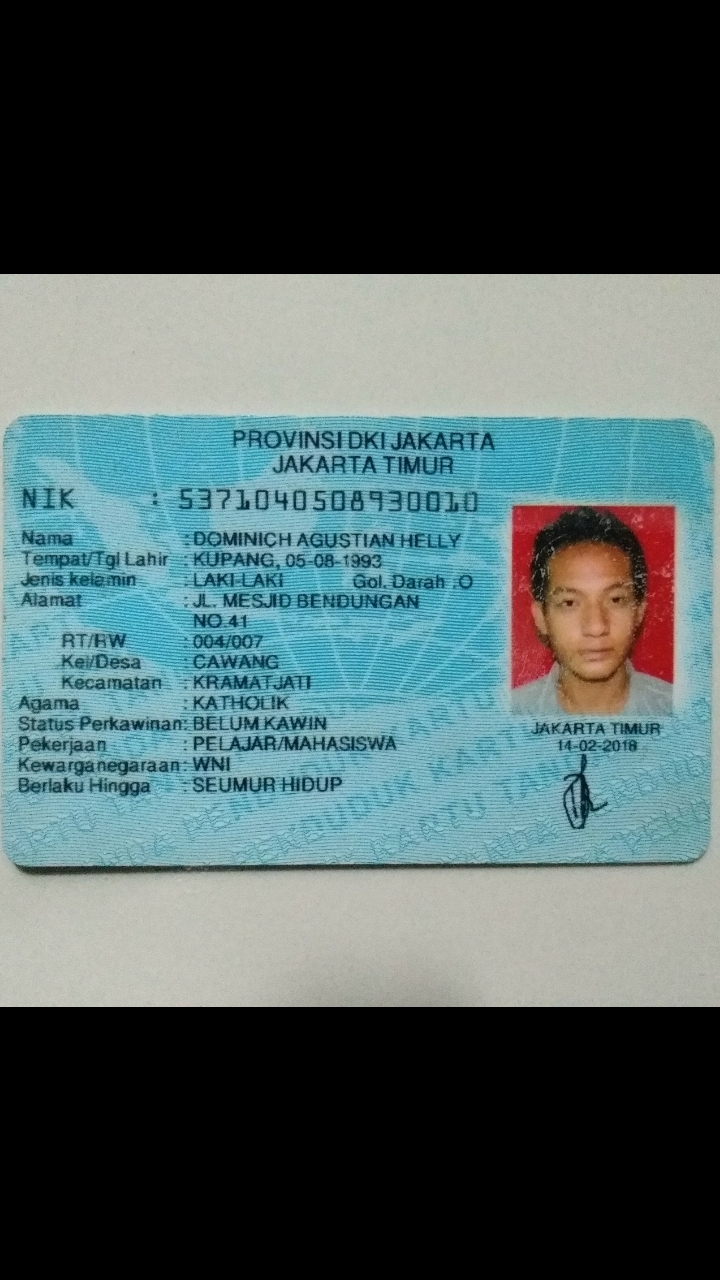 PROVINSI DKI JAKARTA
JAKARTA TIMUR
NIK : 5371040508930010
Nama : DOMINICH AGUSTIAN HELLY
Tempat/Tgl Lahir : KUPANG, 05-08-1993
Jenis kelamin : LAKI-LAKI Gol. Darah :O
Alamat : JL. MESJID BENDUNGAN
NO.41
RT/RW : 004/007
Kel/Desa : CAWANG
Kecamatan : KRAMATJATI
Agama : KATHOLIK
Status Perkawinan: BELUM KAWIN
Pekerjaan : PELAJAR/MAHASISWA
Kewarganegaraan: WNI
Berlaku Hingga : SEUMUR HIDUP
JAKARTA TIMUR
14-02-2018